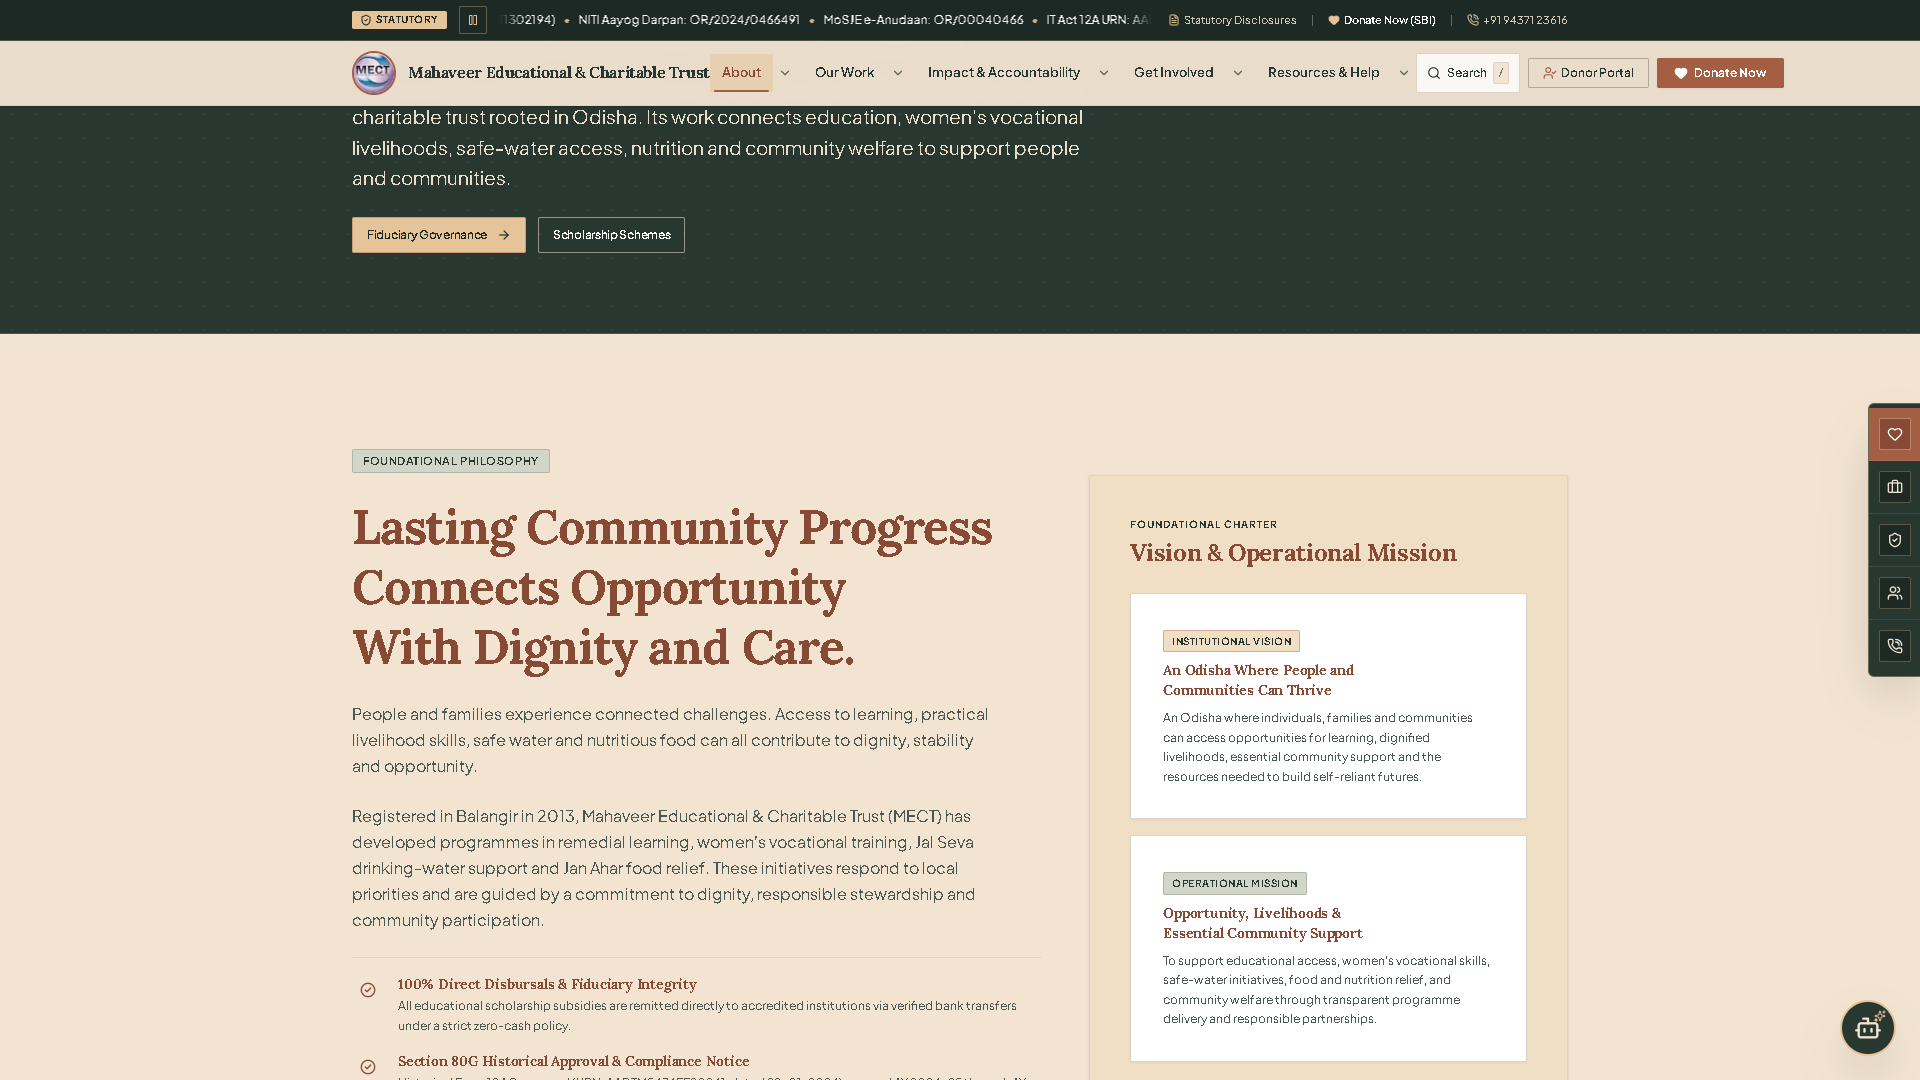 STATUTORY
NITI Aayog Darpan: OR/2024/0466491 • MoSJE e-Anudaan: OR/00040466 • IT Act 12A URN:
Statutory Disclosures
Donate Now (SBI)
+91 94371 23616
MECT
Mahaveer Educational & Charitable Trust
About
Our Work
Impact & Accountability
Get Involved
Resources & Help
Search /
Donor Portal
Donate Now
charitable trust rooted in Odisha. Its work connects education, women's vocational
livelihoods, safe-water access, nutrition and community welfare to support people
and communities.
Fiduciary Governance
Scholarship Schemes
FOUNDATIONAL PHILOSOPHY
Lasting Community Progress
Connects Opportunity
With Dignity and Care.
People and families experience connected challenges. Access to learning, practical
livelihood skills, safe water and nutritious food can all contribute to dignity, stability
and opportunity.
Registered in Balangir in 2013, Mahaveer Educational & Charitable Trust (MECT) has
developed programmes in remedial learning, women's vocational training, Jal Seva
drinking-water support and Jan Ahar food relief. These initiatives respond to local
priorities and are guided by a commitment to dignity, responsible stewardship and
community participation.
100% Direct Disbursals & Fiduciary Integrity
All educational scholarship subsidies are remitted directly to accredited institutions via verified bank transfers
under a strict zero-cash policy.
Section 80G Historical Approval & Compliance Notice
FOUNDATIONAL CHARTER
Vision & Operational Mission
INSTITUTIONAL VISION
An Odisha Where People and
Communities Can Thrive
An Odisha where individuals, families and communities
can access opportunities for learning, dignified
livelihoods, essential community support and the
resources needed to build self-reliant futures.
OPERATIONAL MISSION
Opportunity, Livelihoods &
Essential Community Support
To support educational access, women's vocational skills,
safe-water initiatives, food and nutrition relief, and
community welfare through transparent programme
delivery and responsible partnerships.